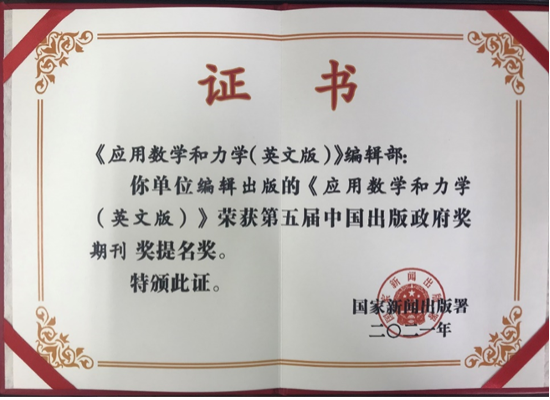 证书
《应用数学和力学(英文版)》编辑部:
你单位编辑出版的《应用数学和力学
(英文版)》荣获第五届中国出版政府奖
期刊 奖提名奖。
特颁此证。
国家新闻出版署
二〇二一年